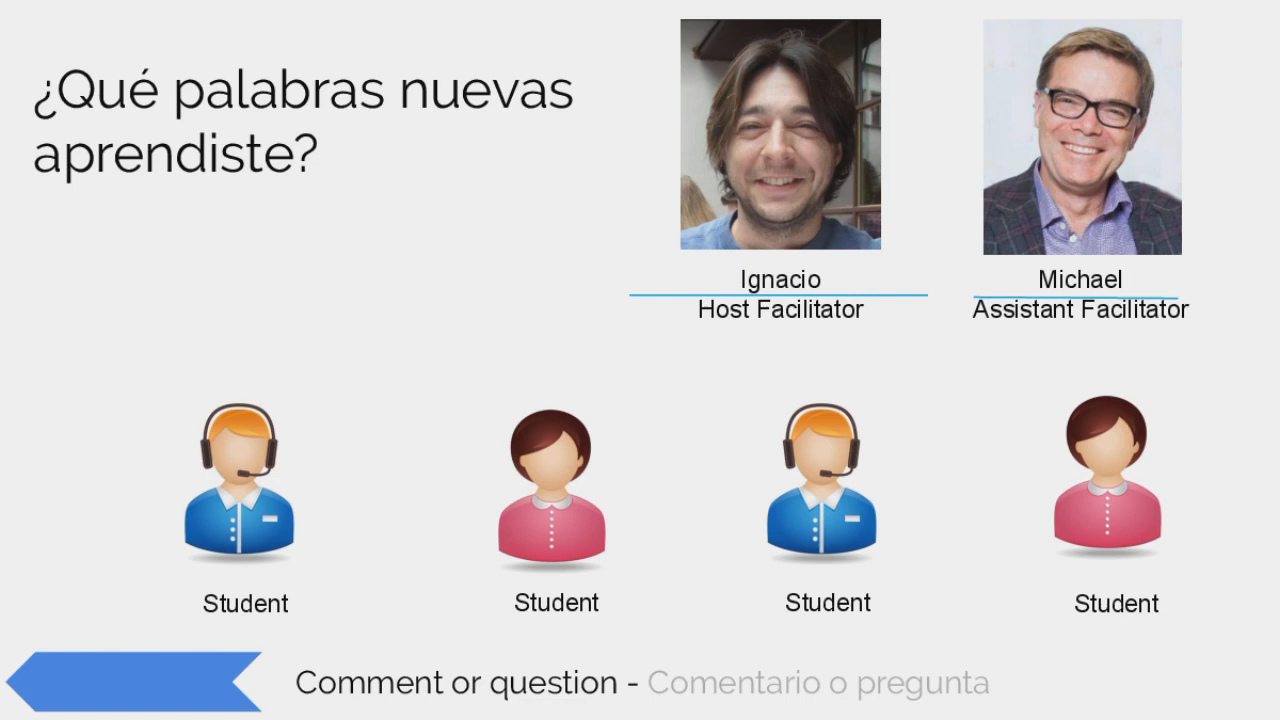 ¿Qué palabras nuevas
aprendiste?
Ignacio
Host Facilitator
Michael
Assistant Facilitator
Student
Student
Student
Student
Comment or question - Comentario o pregunta